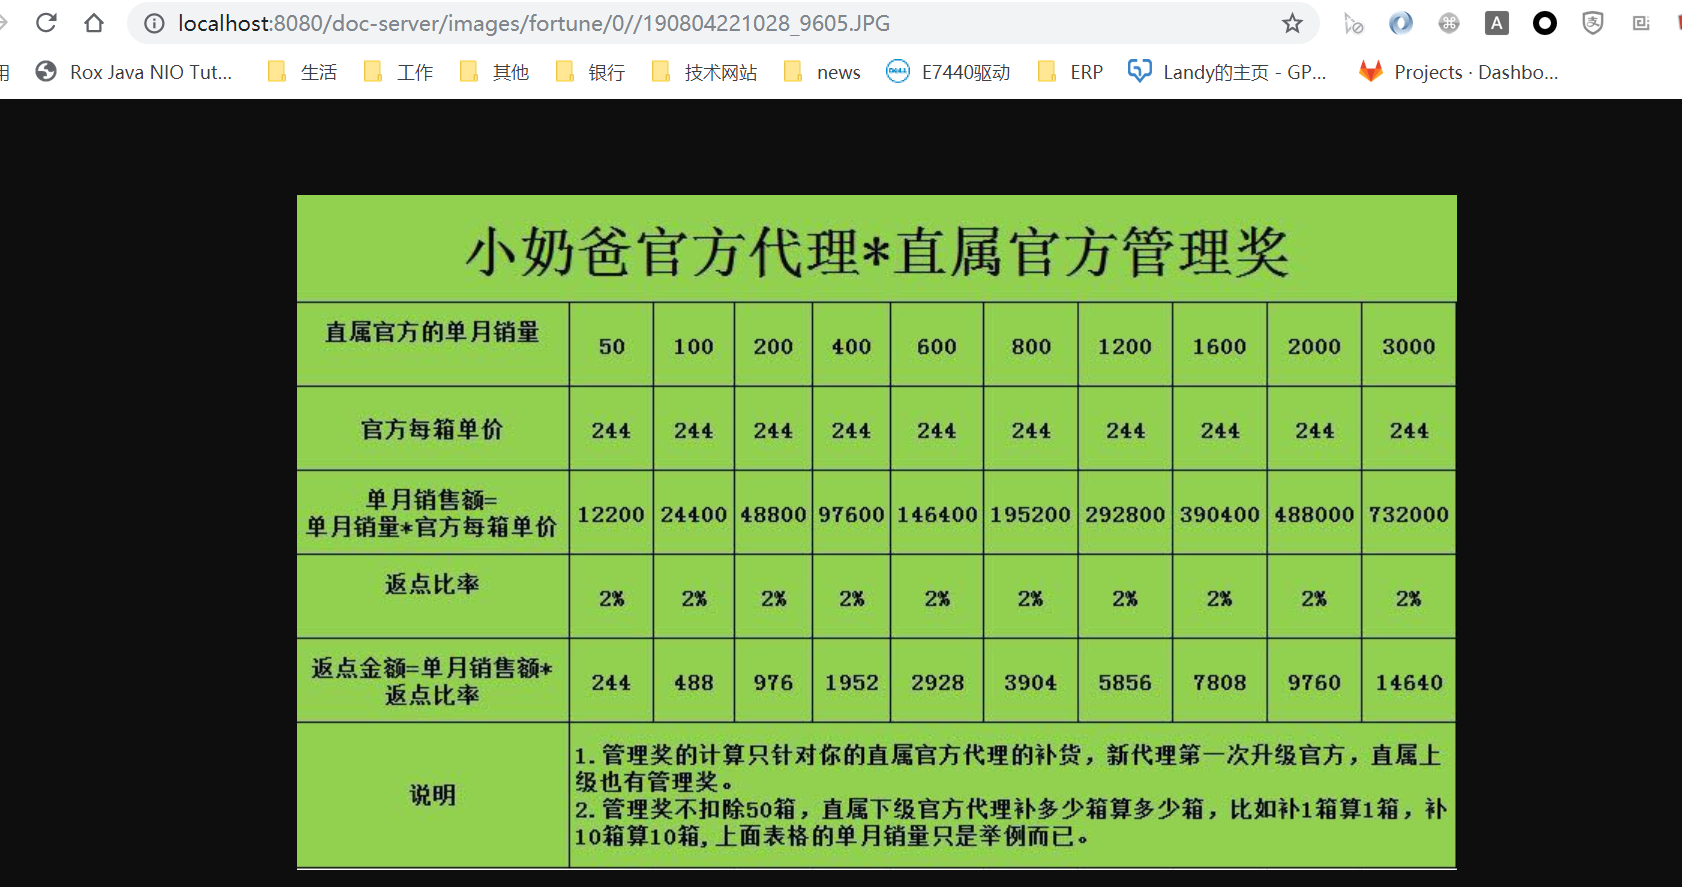 localhost:8080/doc-server/images/fortune/0//190804221028_9605.JPG
用 Rox Java NIO Tut... 生活 工作 其他 银行 技术网站 news E7440驱动 ERP Landy的主页 - GP... Projects · Dashbo...
小奶爸官方代理*直属官方管理奖
直属官方的单月销量 50 100 200 400 600 800 1200 1600 2000 3000
官方每箱单价 244 244 244 244 244 244 244 244 244 244
单月销售额=
单月销量*官方每箱单价 12200 24400 48800 97600 146400 195200 292800 390400 488000 732000
返点比率 2% 2% 2% 2% 2% 2% 2% 2% 2% 2%
返点金额=单月销售额*
返点比率 244 488 976 1952 2928 3904 5856 7808 9760 14640
说明
1.管理奖的计算只针对你的直属官方代理的补货，新代理第一次升级官方，直属上
级也有管理奖。
2.管理奖不扣除50箱，直属下级官方代理补多少箱算多少箱，比如补1箱算1箱，补
10箱算10箱,上面表格的单月销量只是举例而已。